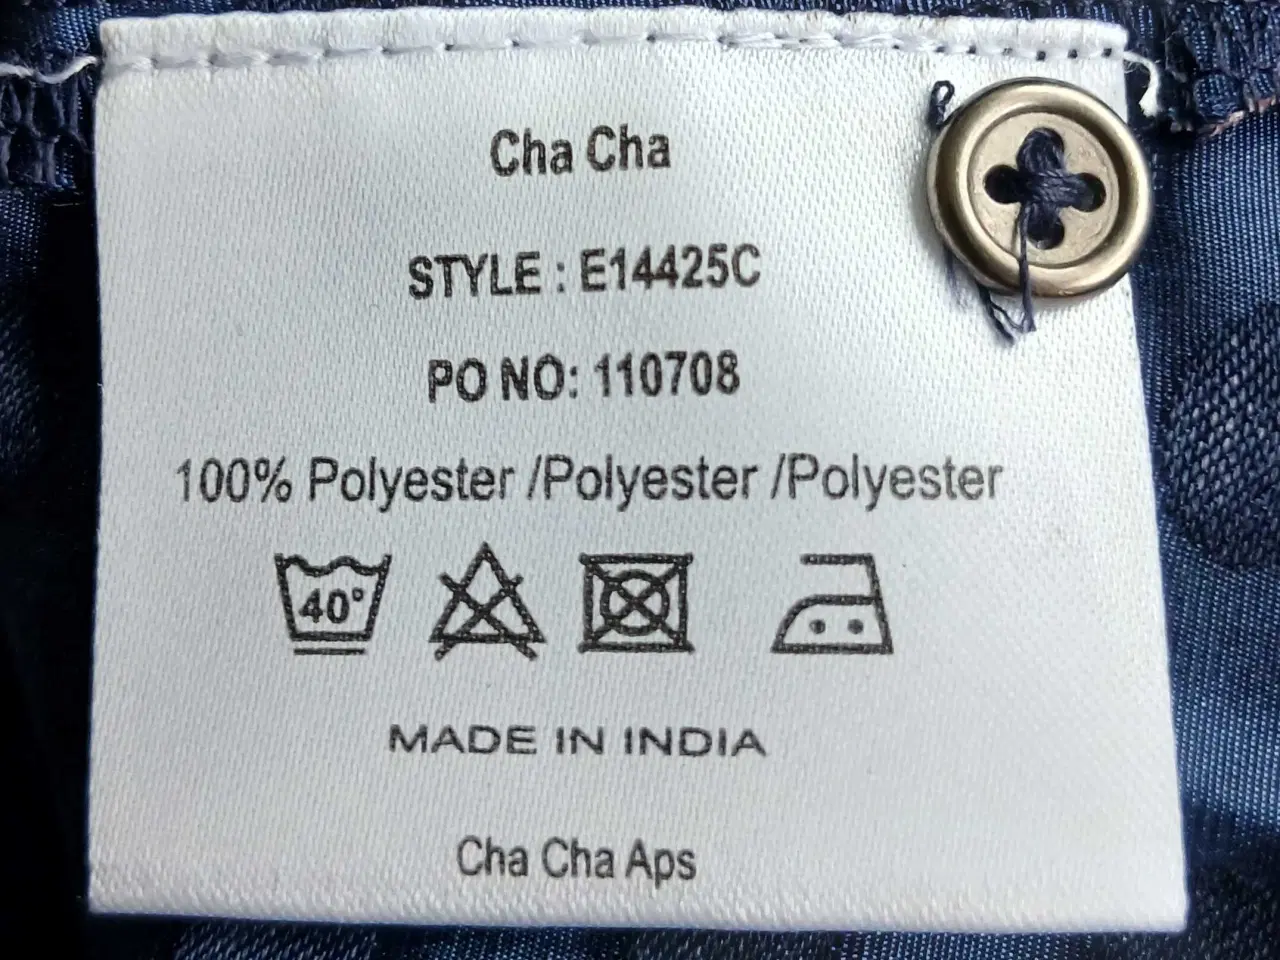 Cha Cha
STYLE : E14425C
PO NO: 110708
100% Polyester /Polyester /Polyester
40°
MADE IN INDIA
Cha Cha Aps